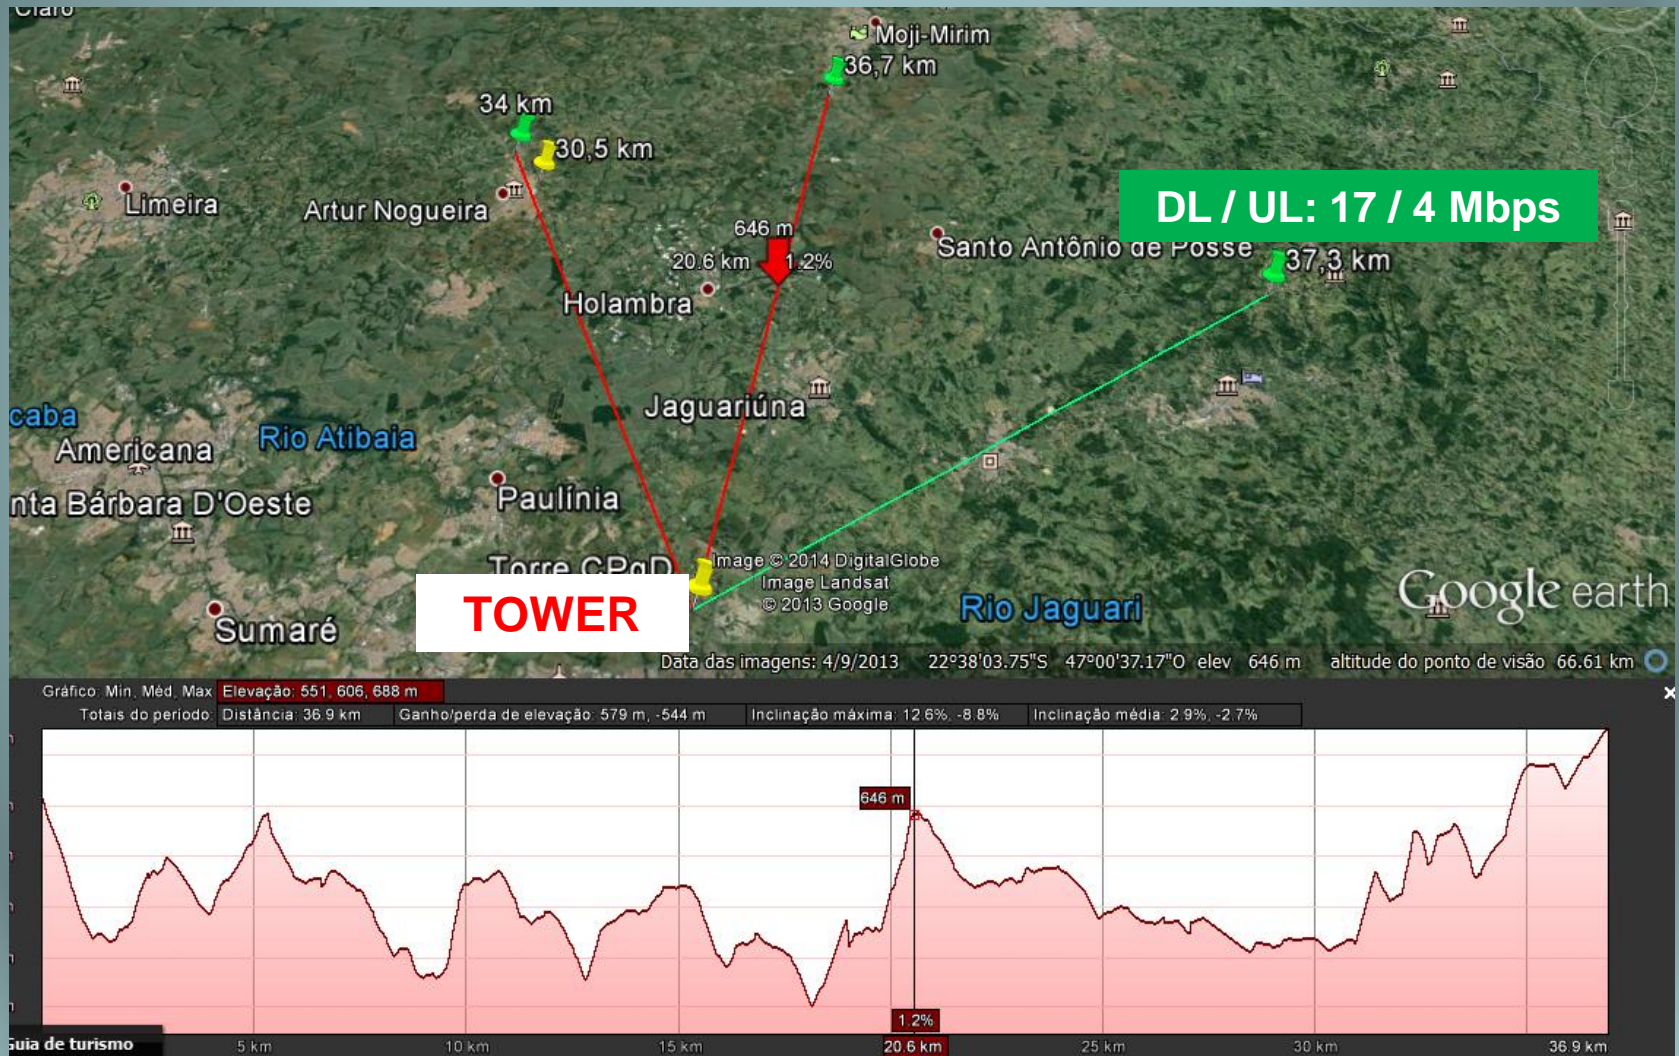 Claro
Moji-Mirim
36,7 km
34 km
30,5 km
Limeira
Artur Nogueira
DL / UL: 17 / 4 Mbps
646 m
20.6 km
1.2%
Santo Antônio de Posse
37,3 km
Holambra
Jaguariúna
caba
Rio Atibaia
Americana
Paulínia
nta Bárbara D'Oeste
Torre CPqD
TOWER
Image © 2014 DigitalGlobe
Image Landsat
© 2013 Google
Rio Jaguari
Google earth
Sumaré
Data das imagens: 4/9/2013 22°38'03.75"S 47°00'37.17"O elev 646 m altitude do ponto de visão 66.61 km
Gráfico: Min, Méd, Max Elevação: 551, 606, 688 m
Totais do período: Distância: 36.9 km Ganho/perda de elevação: 579 m, -544 m Inclinação máxima: 12.6%, -8.8% Inclinação média: 2.9%, -2.7%
646 m
1.2%
Guia de turismo
5 km
10 km
15 km
20.6 km
25 km
30 km
36.9 km